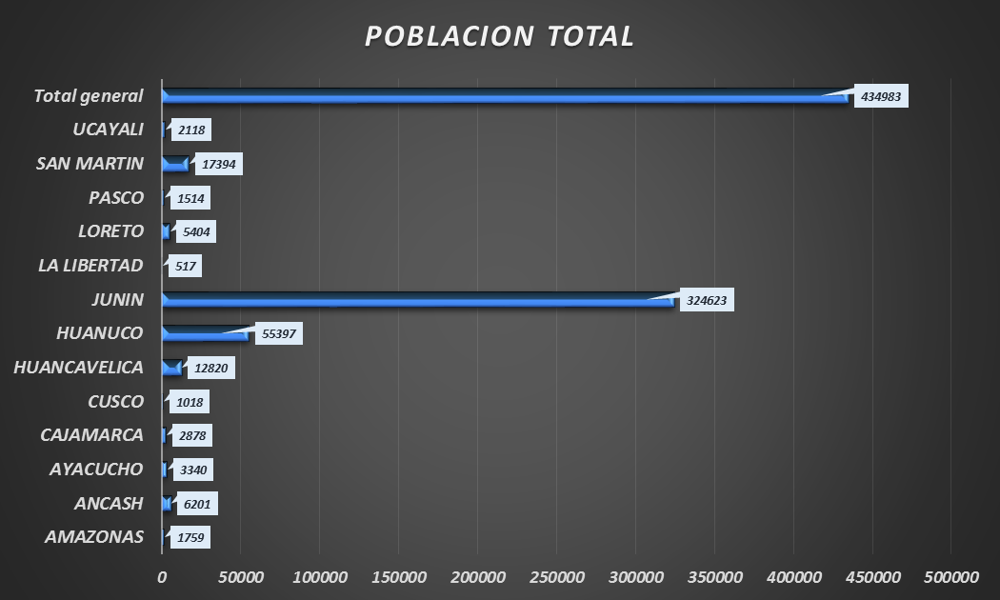 POBLACION TOTAL
Total general 434983
UCAYALI 2118
SAN MARTIN 17394
PASCO 1514
LORETO 5404
LA LIBERTAD 517
JUNIN 324623
HUANUCO 55397
HUANCAVELICA 12820
CUSCO 1018
CAJAMARCA 2878
AYACUCHO 3340
ANCASH 6201
AMAZONAS 1759
0 50000 100000 150000 200000 250000 300000 350000 400000 450000 500000